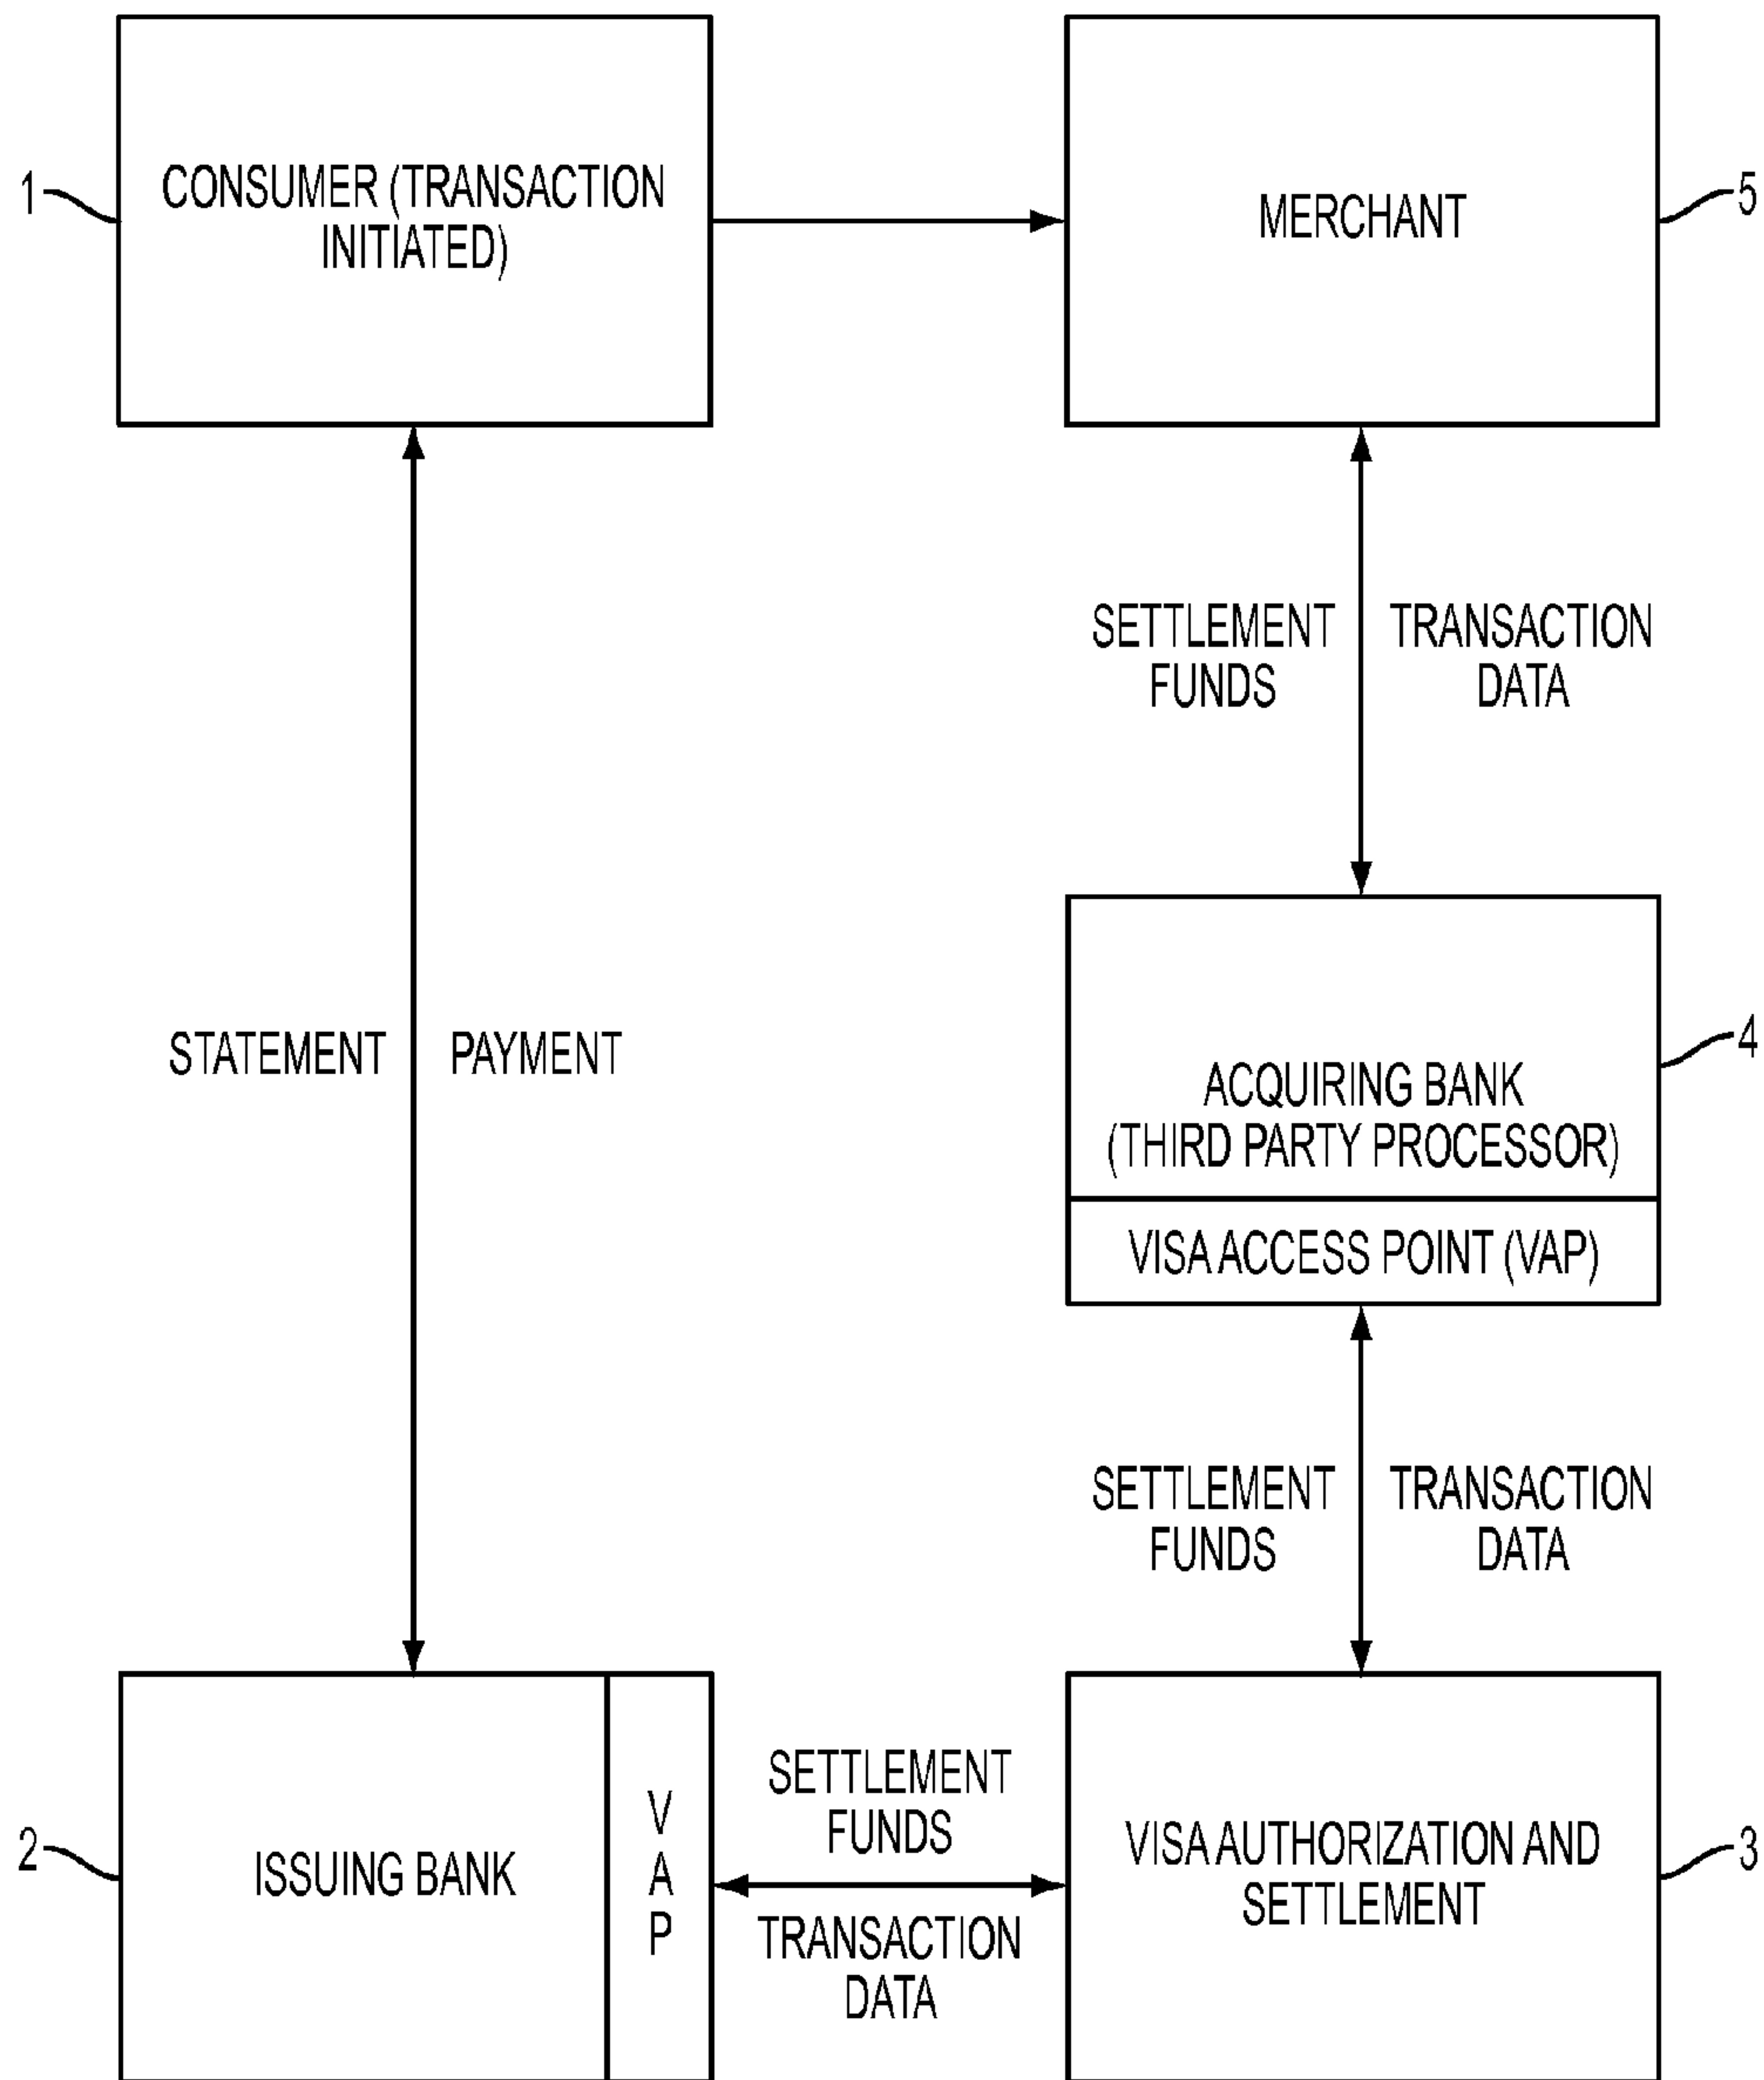 1
CONSUMER (TRANSACTION
INITIATED)
MERCHANT
5
SETTLEMENT
FUNDS
TRANSACTION
DATA
STATEMENT
PAYMENT
4
ACQUIRING BANK
(THIRD PARTY PROCESSOR)
VISA ACCESS POINT (VAP)
SETTLEMENT
FUNDS
TRANSACTION
DATA
2
ISSUING BANK
V
A
P
SETTLEMENT
FUNDS
TRANSACTION
DATA
VISA AUTHORIZATION AND
SETTLEMENT
3